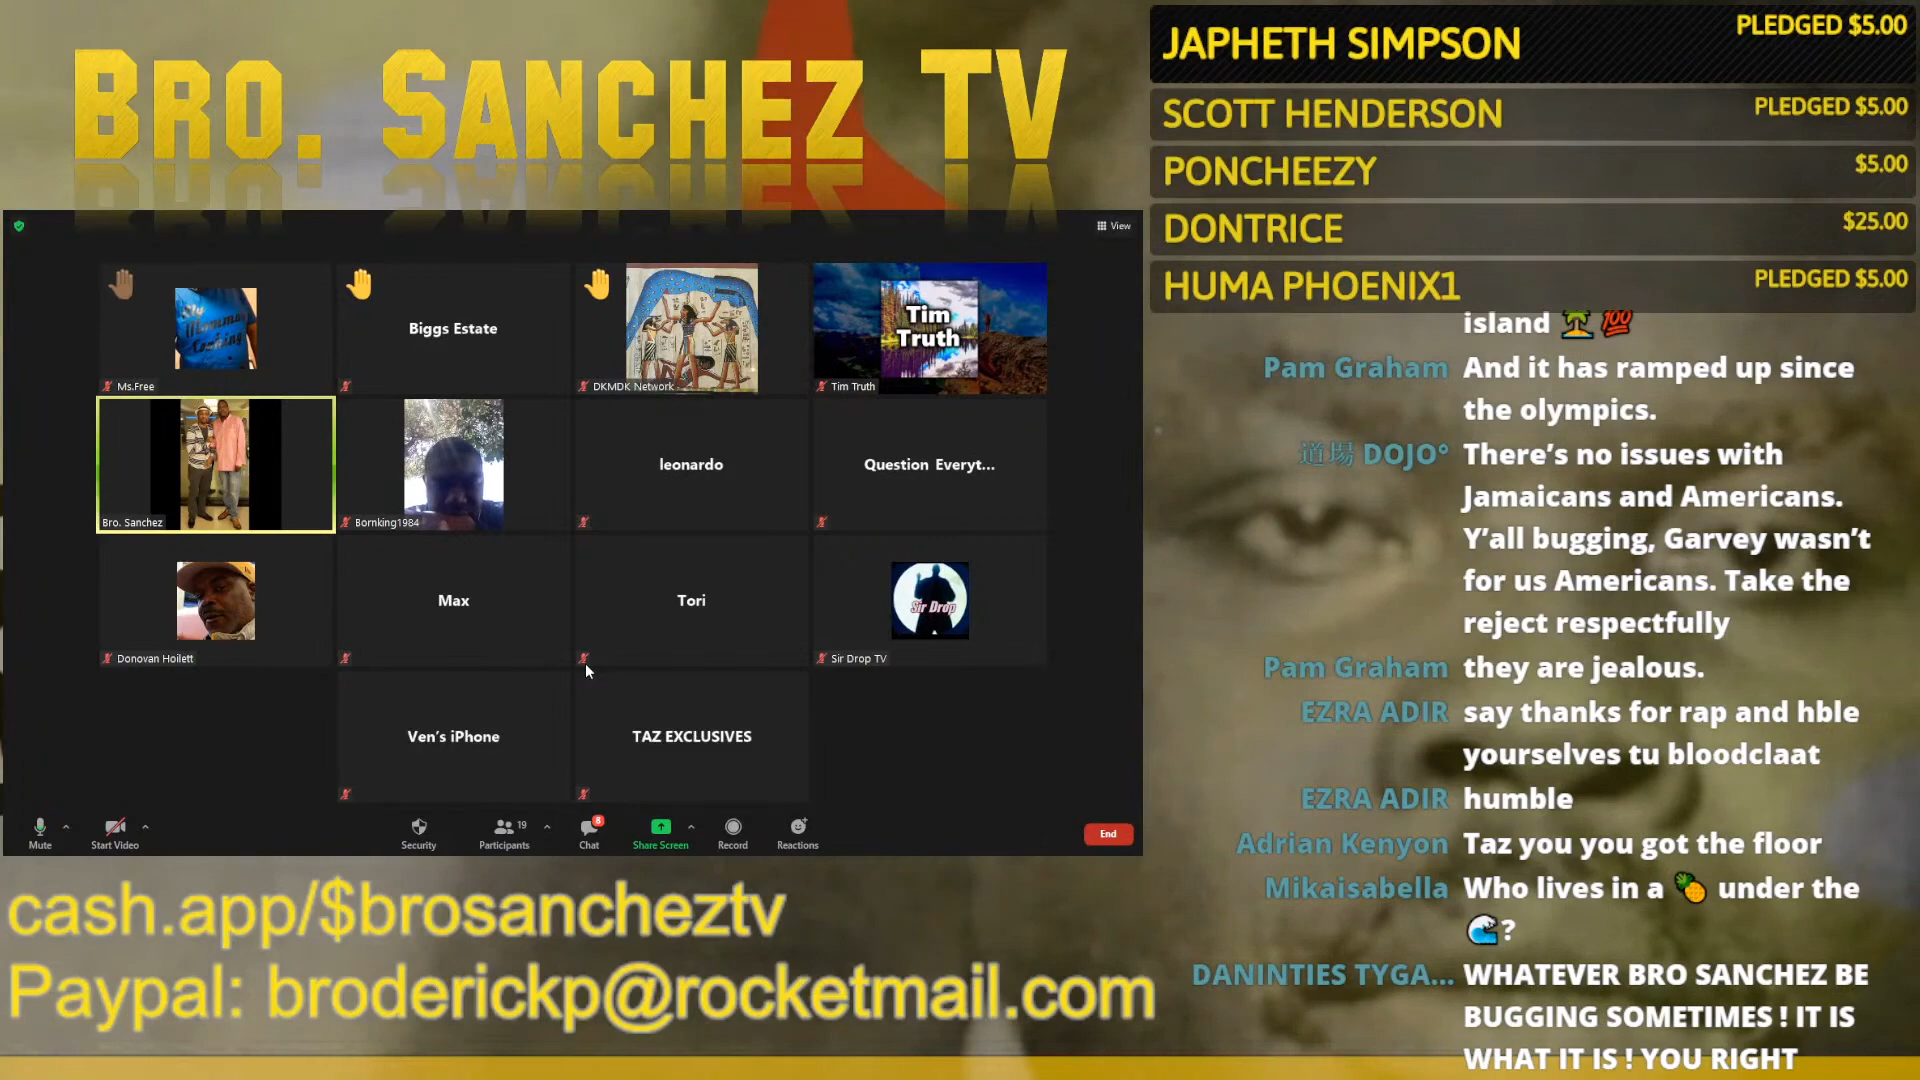 BRO. SANCHEZ TV
JAPHETH SIMPSON PLEDGED $5.00
SCOTT HENDERSON PLEDGED $5.00
PONCHEEZY $5.00
DONTRICE $25.00
HUMA PHOENIX1 PLEDGED $5.00
View
My
Mommas
Cooking
Ms.Free
Biggs Estate
DKMDK Network
Tim
Truth
Tim Truth
Bro. Sanchez
Bornking1984
leonardo
Question Everyt...
Donovan Hoilett
Max
Tori
Sir Drop
Sir Drop TV
Ven's iPhone
TAZ EXCLUSIVES
Mute
Start Video
Security
19
Participants
8
Chat
Share Screen
Record
Reactions
End
cash.app/$brosancheztv
Paypal: broderickp@rocketmail.com
island 🏝️ 💯
Pam Graham And it has ramped up since
the olympics.
道場 DOJO° There's no issues with
Jamaicans and Americans.
Y'all bugging, Garvey wasn't
for us Americans. Take the
reject respectfully
Pam Graham they are jealous.
EZRA ADIR say thanks for rap and hble
yourselves tu bloodclaat
EZRA ADIR humble
Adrian Kenyon Taz you you got the floor
Mikaisabella Who lives in a 🍍 under the
🌊?
DANINTIES TYGA... WHATEVER BRO SANCHEZ BE
BUGGING SOMETIMES ! IT IS
WHAT IT IS ! YOU RIGHT